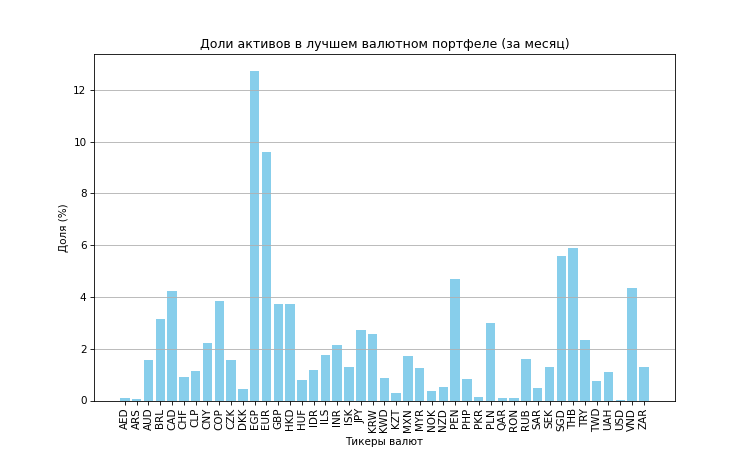 Доли активов в лучшем валютном портфеле (за месяц)
Доля (%)
12
10
8
6
4
2
0
AED ARS AUD BRL CAD CHF CLP CNY COP CZK DKK EGP EUR GBP HKD HUF IDR ILS INR ISK JPY KRW KWD KZT MXN MYR NOK NZD PEN PHP PKR PLN QAR RON RUB SAR SEK SGD THB TRY TWD UAH USD VND ZAR
Тикеры валют